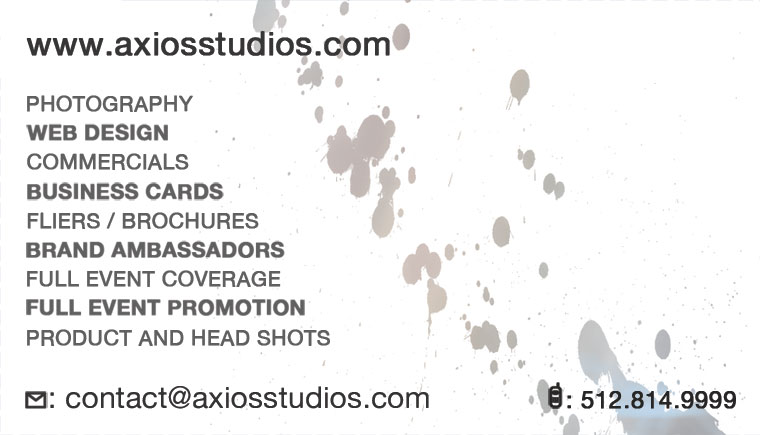 www.axiosstudios.com
PHOTOGRAPHY
WEB DESIGN
COMMERCIALS
BUSINESS CARDS
FLIERS / BROCHURES
BRAND AMBASSADORS
FULL EVENT COVERAGE
FULL EVENT PROMOTION
PRODUCT AND HEAD SHOTS
: contact@axiosstudios.com
: 512.814.9999